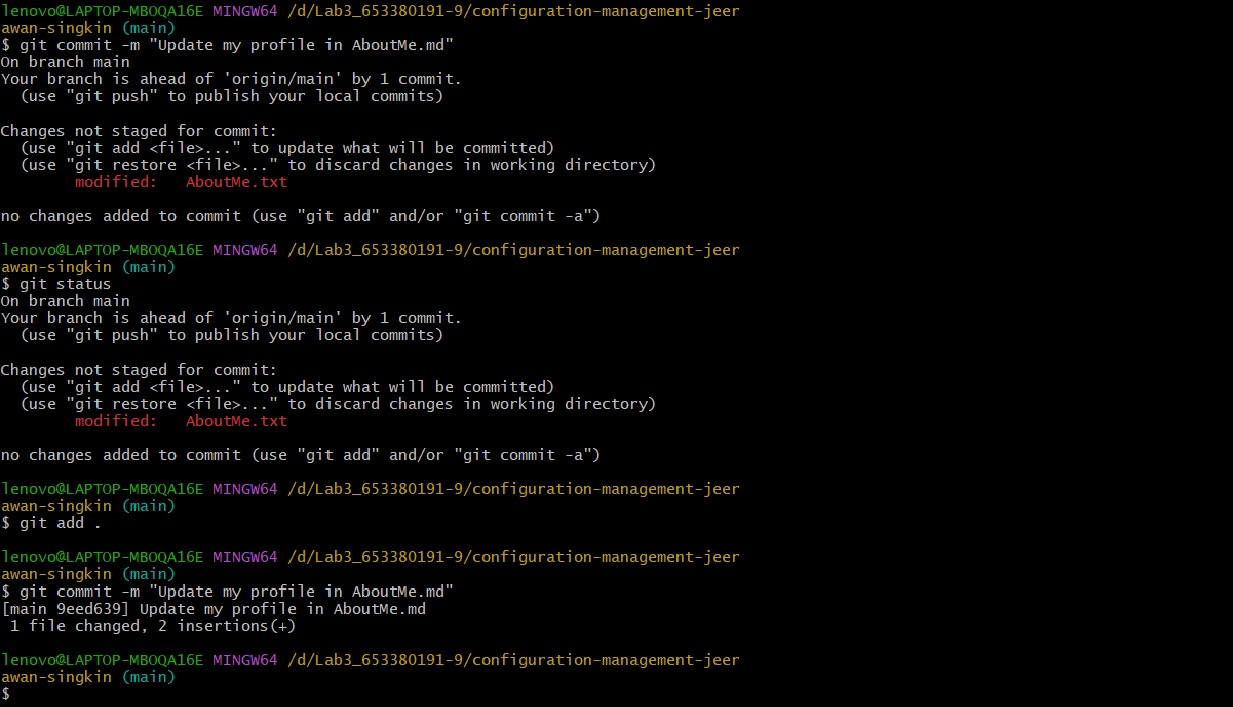 lenovo@LAPTOP-MBOQA16E MINGW64 /d/Lab3_653380191-9/configuration-management-jeer
awan-singkin (main)
$ git commit -m "Update my profile in AboutMe.md"
On branch main
Your branch is ahead of 'origin/main' by 1 commit.
  (use "git push" to publish your local commits)

Changes not staged for commit:
  (use "git add <file>..." to update what will be committed)
  (use "git restore <file>..." to discard changes in working directory)
        modified:   AboutMe.txt

no changes added to commit (use "git add" and/or "git commit -a")

lenovo@LAPTOP-MBOQA16E MINGW64 /d/Lab3_653380191-9/configuration-management-jeer
awan-singkin (main)
$ git status
On branch main
Your branch is ahead of 'origin/main' by 1 commit.
  (use "git push" to publish your local commits)

Changes not staged for commit:
  (use "git add <file>..." to update what will be committed)
  (use "git restore <file>..." to discard changes in working directory)
        modified:   AboutMe.txt

no changes added to commit (use "git add" and/or "git commit -a")

lenovo@LAPTOP-MBOQA16E MINGW64 /d/Lab3_653380191-9/configuration-management-jeer
awan-singkin (main)
$ git add .

lenovo@LAPTOP-MBOQA16E MINGW64 /d/Lab3_653380191-9/configuration-management-jeer
awan-singkin (main)
$ git commit -m "Update my profile in AboutMe.md"
[main 9eed639] Update my profile in AboutMe.md
 1 file changed, 2 insertions(+)

lenovo@LAPTOP-MBOQA16E MINGW64 /d/Lab3_653380191-9/configuration-management-jeer
awan-singkin (main)
$